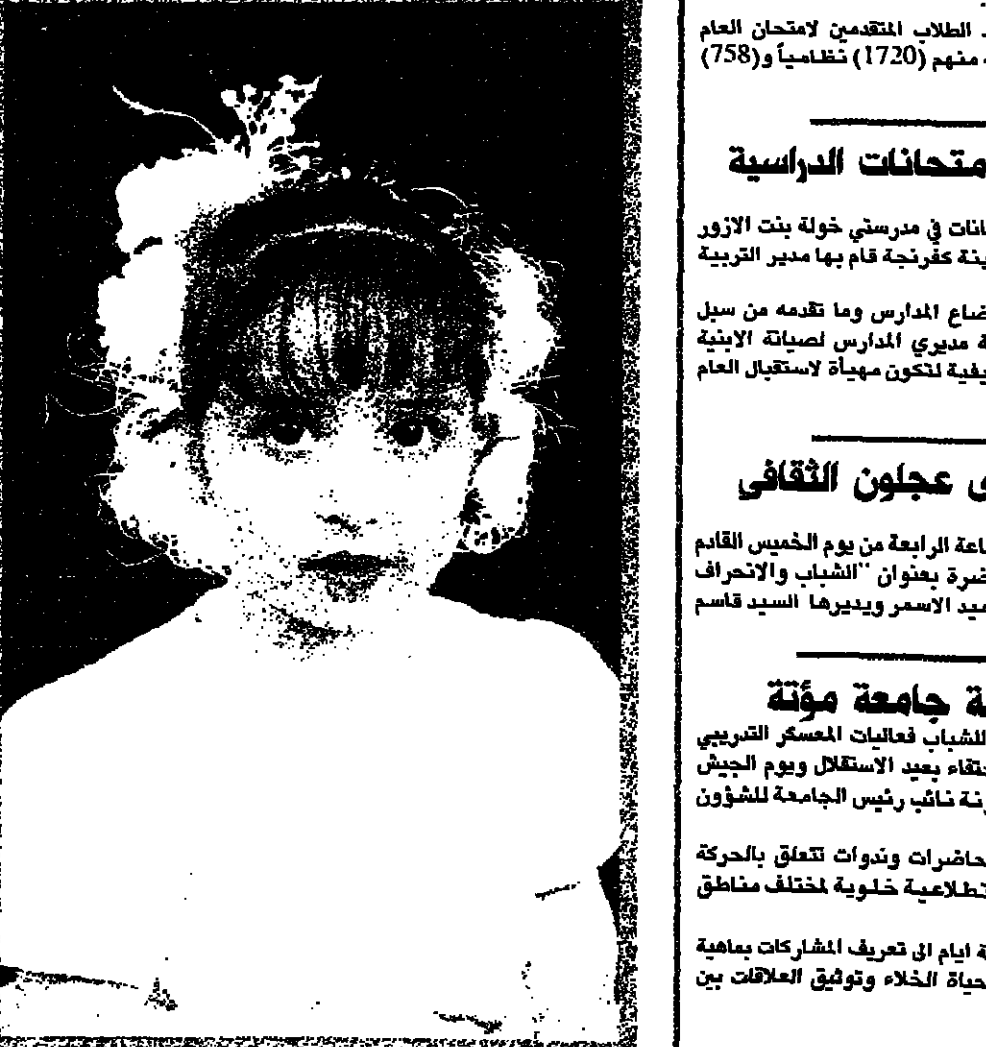 الطلاب المتقدمين لامتحان العام
منهم (1720) نظامياً و(758)
متحانات الدراسية
انات في مدرستي خولة بنت الازور
ينة كفرنجة قام بها مدير التربية
ضاع المدارس وما تقدمه من سبل
ة مديري المدارس لصيانة الابنية
يفية لتكون مهيأة لاستقبال العام
ى عجلون الثقافي
اعة الرابعة من يوم الخميس القادم
ضرة بعنوان "الشباب والانحراف
ميد الاسمر ويديرها السيد قاسم
ة جامعة مؤتة
للشباب فعاليات المعسكر التدريبي
حتفاء بعيد الاستقلال ويوم الجيش
رنة نائب رئيس الجامعة للشؤون
حاضرات وندوات تتعلق بالحركة
تطلاعية خلوية لمختلف مناطق
ة ايام الى تعريف المشاركات بماهية
حياة الخلاء وتوثيق العلاقات بين